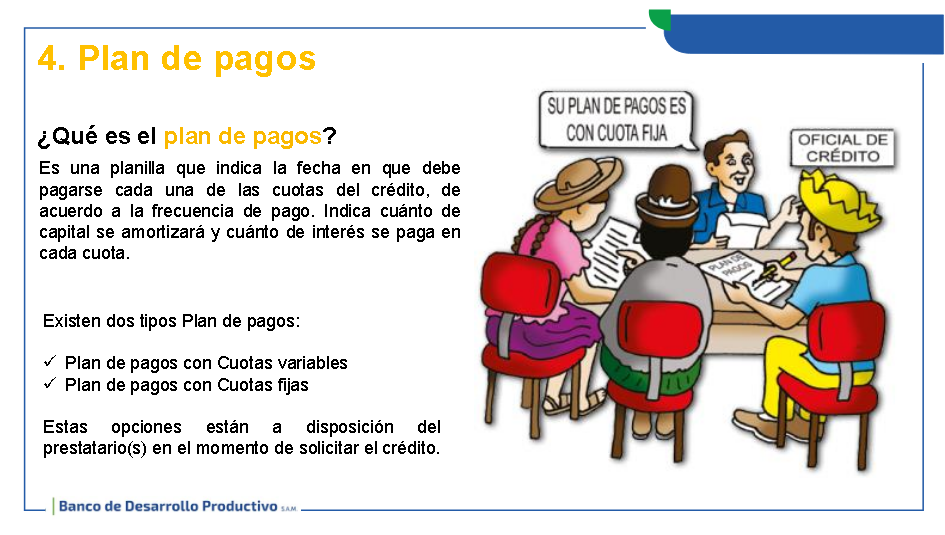 4. Plan de pagos
¿Qué es el plan de pagos?
Es una planilla que indica la fecha en que debe
pagarse cada una de las cuotas del crédito, de
acuerdo a la frecuencia de pago. Indica cuánto de
capital se amortizará y cuánto de interés se paga en
cada cuota.
Existen dos tipos Plan de pagos:
✓ Plan de pagos con Cuotas variables
✓ Plan de pagos con Cuotas fijas
Estas opciones están a disposición del
prestatario(s) en el momento de solicitar el crédito.
SU PLAN DE PAGOS ES
CON CUOTA FIJA
OFICIAL DE
CRÉDITO
PLAN DE
PAGOS
Banco de Desarrollo Productivo S.A.M.